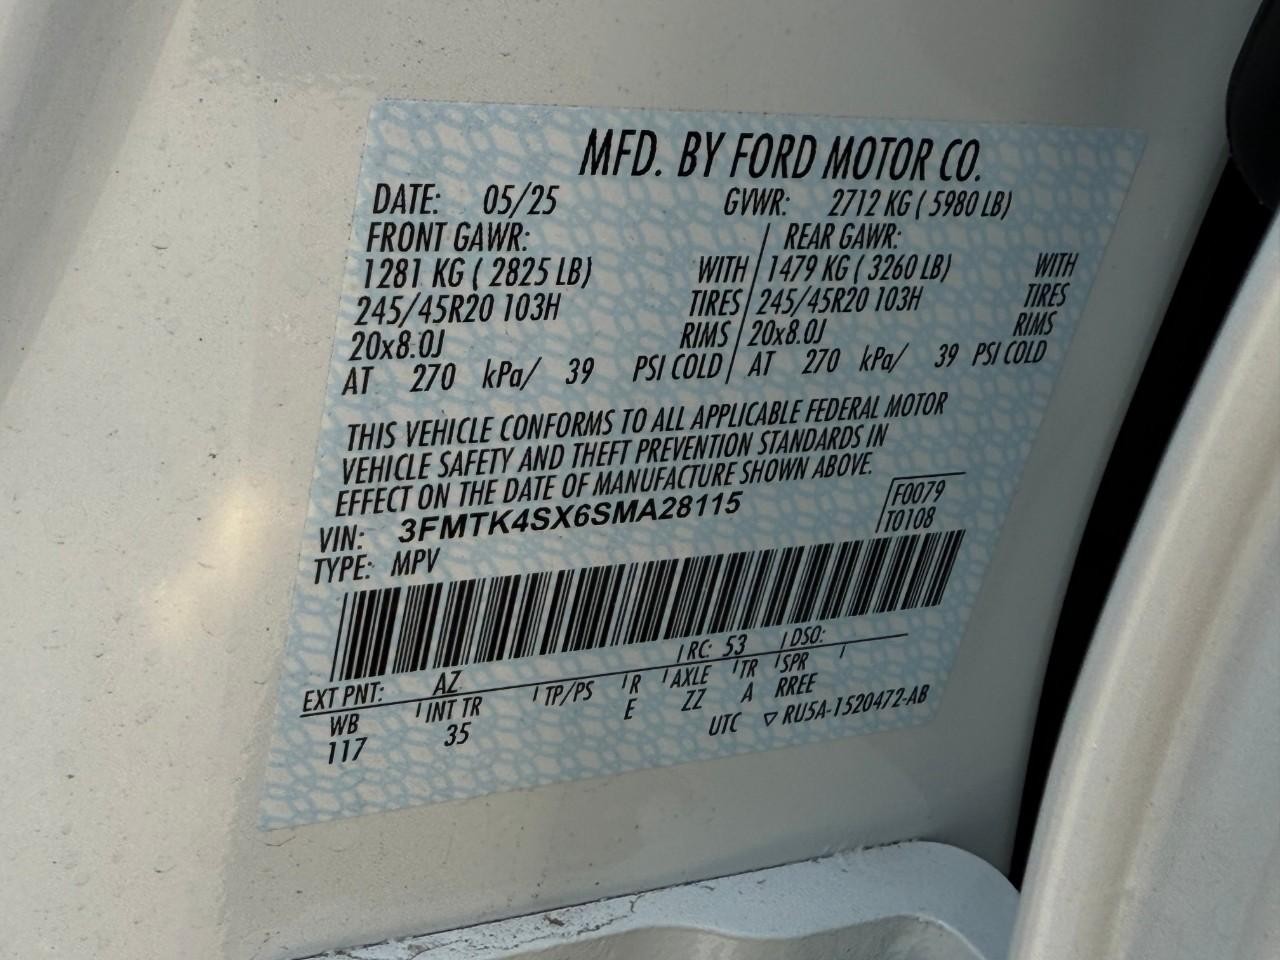 MFD. BY FORD MOTOR CO.
DATE: 05/25 GVWR: 2712 KG ( 5980 LB)
FRONT GAWR: REAR GAWR:
1281 KG ( 2825 LB) WITH 1479 KG ( 3260 LB) WITH
245/45R20 103H TIRES 245/45R20 103H TIRES
20x8.0J RIMS 20x8.0J RIMS
AT 270 kPa/ 39 PSI COLD AT 270 kPa/ 39 PSI COLD
THIS VEHICLE CONFORMS TO ALL APPLICABLE FEDERAL MOTOR
VEHICLE SAFETY AND THEFT PREVENTION STANDARDS IN
EFFECT ON THE DATE OF MANUFACTURE SHOWN ABOVE.
VIN: 3FMTK4SX6SMA28115 F0079
TYPE: MPV T0108
EXT PNT: AZ RC: 53 DSO:
WB INT TR TP/PS R AXLE TR SPR
117 35 E ZZ A RREE
UTC ▽ RU5A-1520472-AB